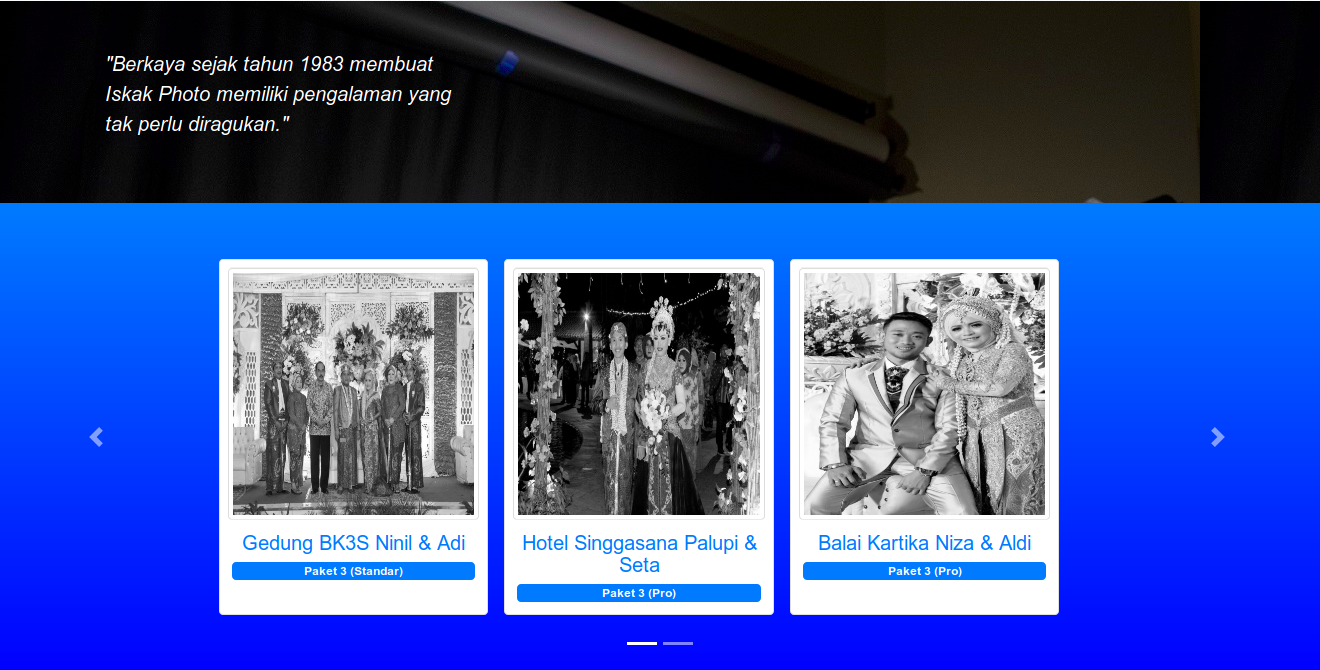 "Berkaya sejak tahun 1983 membuat
Iskak Photo memiliki pengalaman yang
tak perlu diragukan."
Gedung BK3S Ninil & Adi
Paket 3 (Standar)
Hotel Singgasana Palupi &
Seta
Paket 3 (Pro)
Balai Kartika Niza & Aldi
Paket 3 (Pro)